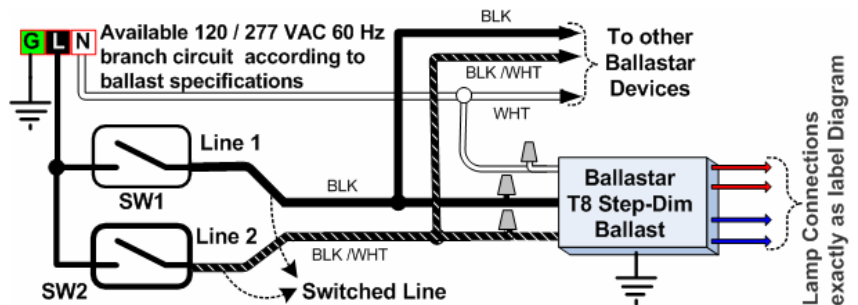 G L N
Available 120 / 277 VAC 60 Hz
branch circuit according to
ballast specifications
BLK
BLK /WHT
WHT
To other
Ballastar
Devices
Line 1
SW1
BLK
Line 2
SW2
BLK /WHT
Switched Line
Ballastar
T8 Step-Dim
Ballast
Lamp Connections
exactly as label Diagram